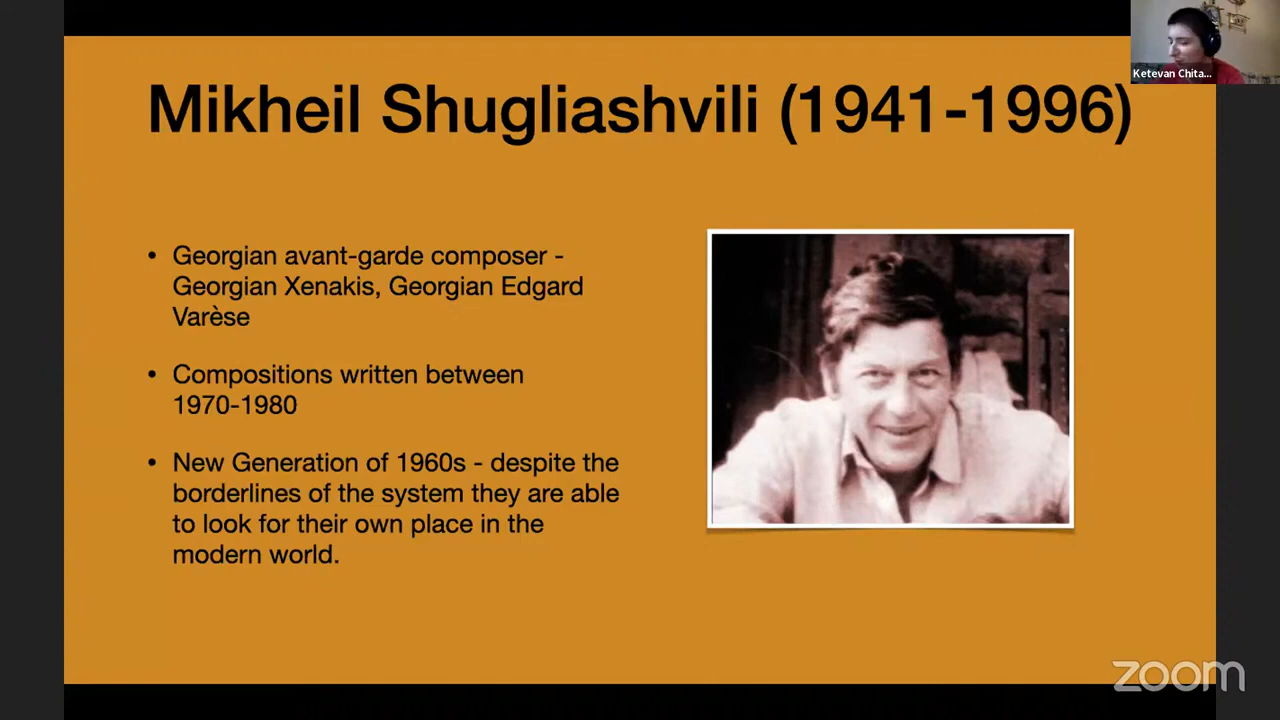 Ketevan Chita...
Mikheil Shugliashvili (1941-1996)
• Georgian avant-garde composer -
Georgian Xenakis, Georgian Edgard
Varèse
• Compositions written between
1970-1980
• New Generation of 1960s - despite the
borderlines of the system they are able
to look for their own place in the
modern world.
zoom